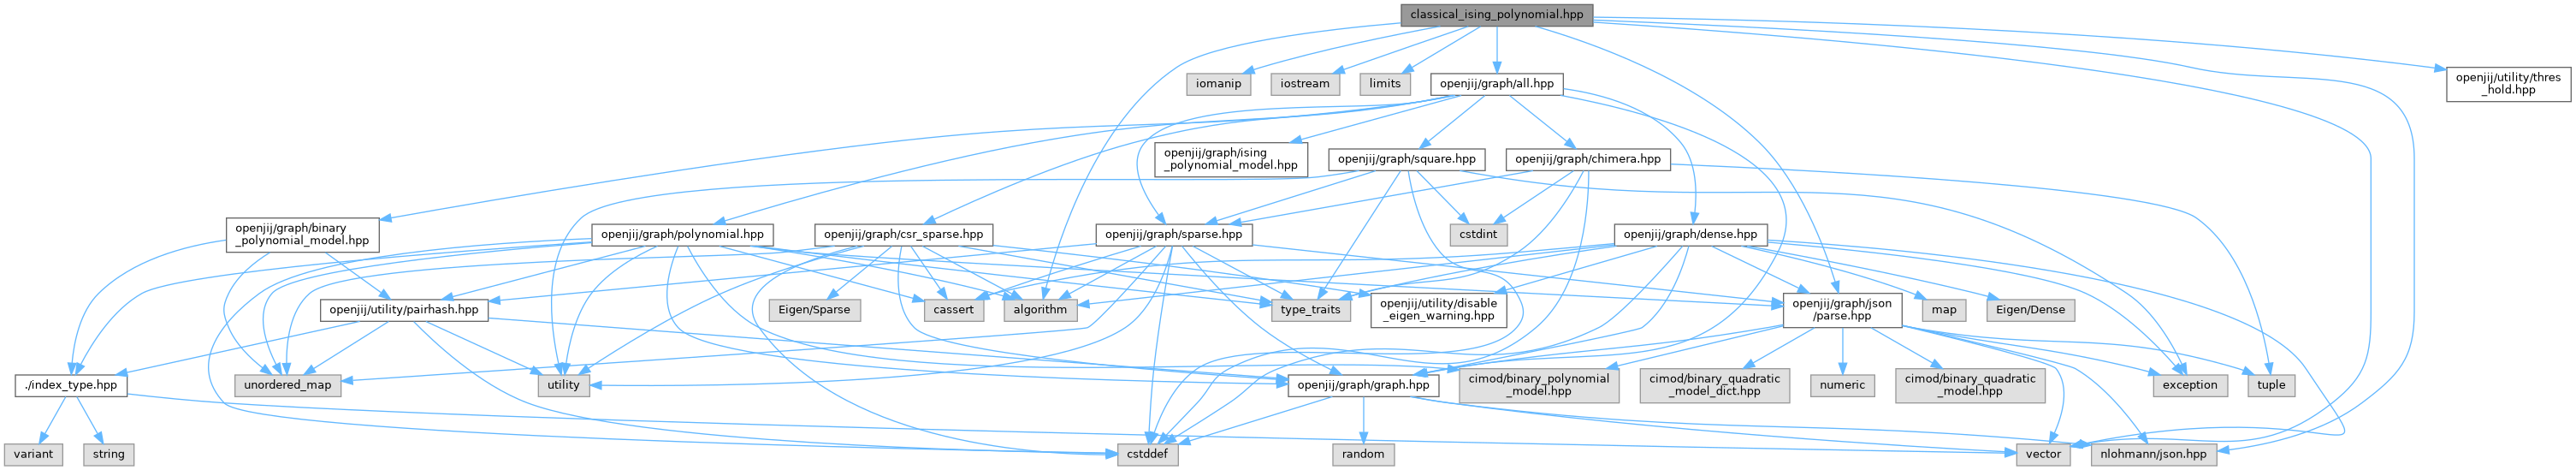 classical_ising_polynomial.hpp
iomanip
iostream
limits
openjij/graph/all.hpp
openjij/utility/thres
_hold.hpp
openjij/graph/ising
_polynomial_model.hpp
openjij/graph/square.hpp
openjij/graph/chimera.hpp
openjij/graph/binary
_polynomial_model.hpp
openjij/graph/polynomial.hpp
openjij/graph/csr_sparse.hpp
openjij/graph/sparse.hpp
cstdint
openjij/graph/dense.hpp
openjij/utility/pairhash.hpp
Eigen/Sparse
cassert
algorithm
type_traits
openjij/utility/disable
_eigen_warning.hpp
openjij/graph/json
/parse.hpp
map
Eigen/Dense
./index_type.hpp
unordered_map
utility
openjij/graph/graph.hpp
cimod/binary_polynomial
_model.hpp
cimod/binary_quadratic
_model_dict.hpp
numeric
cimod/binary_quadratic
_model.hpp
exception
tuple
variant
string
cstddef
random
vector
nlohmann/json.hpp